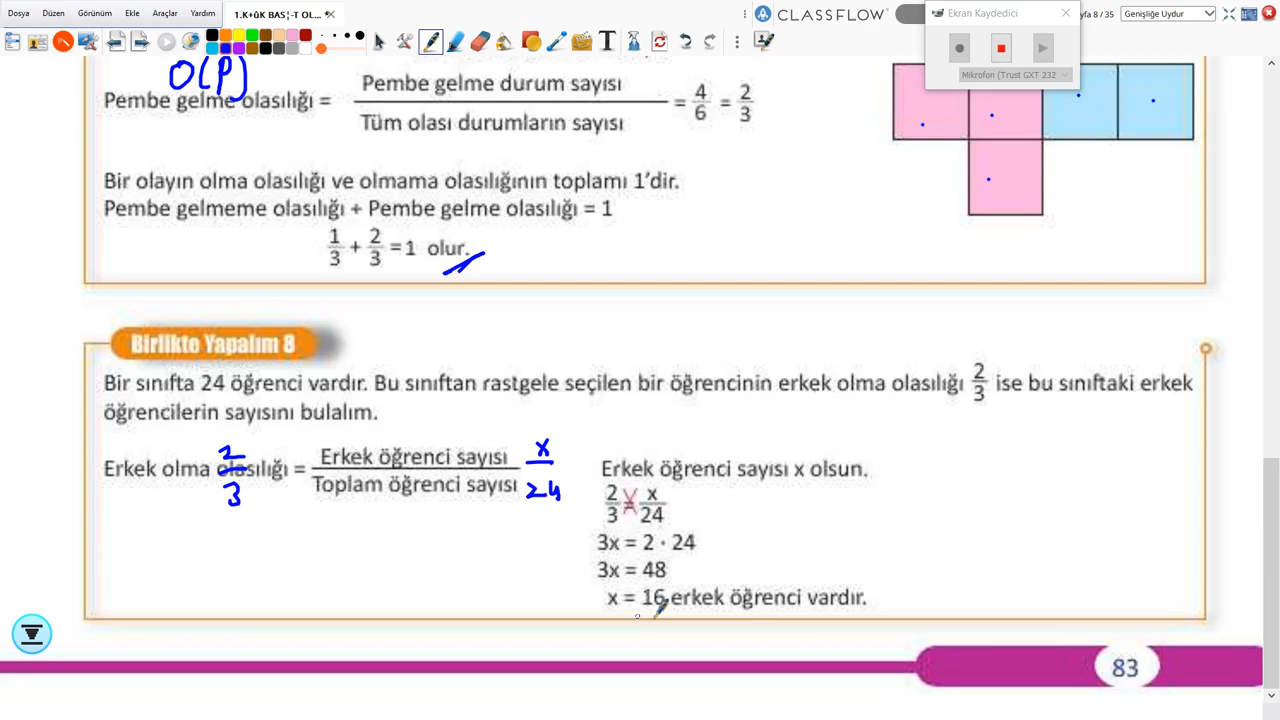 Dosya Düzen Görünüm Ekle Araçlar Yardım
1.K+ûK BAS¦-T OL...
CLASSFLOW
yfa 8 / 35
Genişliğe Uydur
Ekran Kaydedici
Mikrofon (Trust GXT 232
O(P)
Pembe gelme olasılığı = Pembe gelme durum sayısı / Tüm olası durumların sayısı = 4/6 = 2/3
Bir olayın olma olasılığı ve olmama olasılığının toplamı 1'dir.
Pembe gelmeme olasılığı + Pembe gelme olasılığı = 1
1/3 + 2/3 = 1 olur.
Birlikte Yapalım 8
Bir sınıfta 24 öğrenci vardır. Bu sınıftan rastgele seçilen bir öğrencinin erkek olma olasılığı 2/3 ise bu sınıftaki erkek
öğrencilerin sayısını bulalım.
Erkek olma olasılığı = Erkek öğrenci sayısı / Toplam öğrenci sayısı
2/3
x/24
Erkek öğrenci sayısı x olsun.
2/3 = x/24
3x = 2 · 24
3x = 48
x = 16 erkek öğrenci vardır.
83